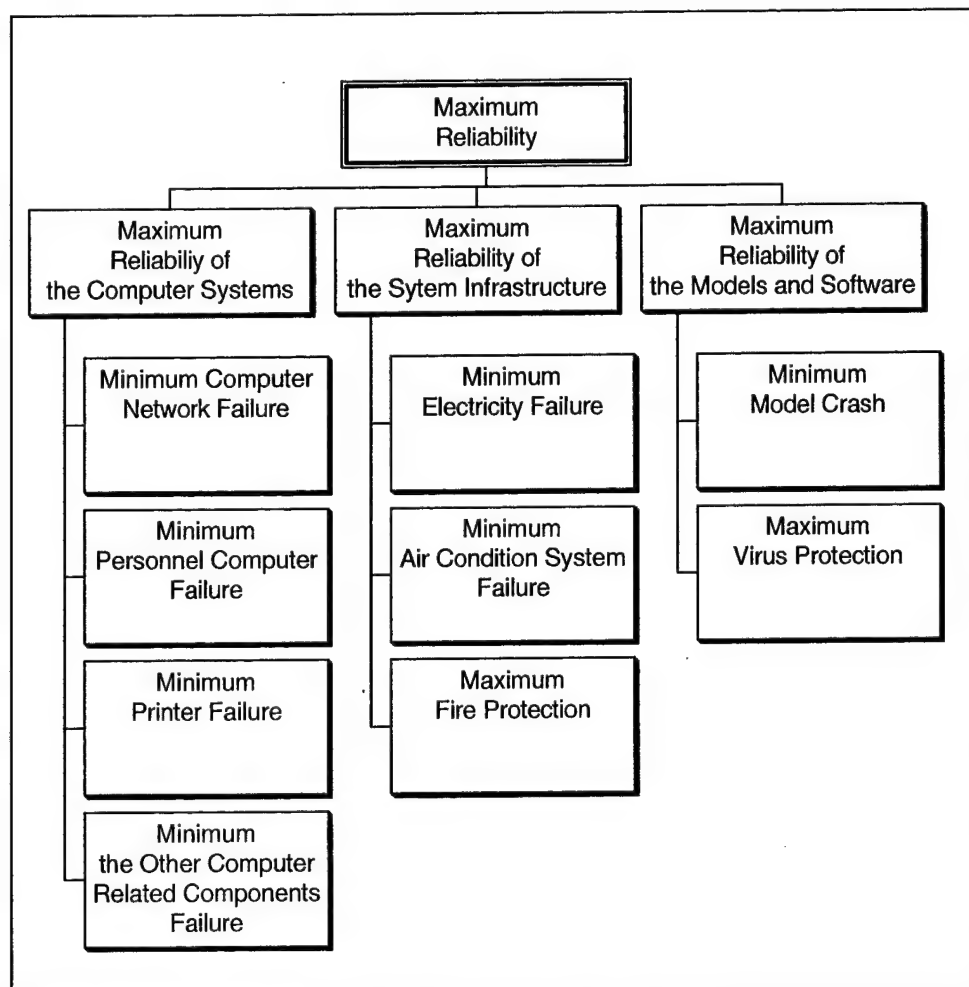 Maximum
Reliability
Maximum
Reliabiliy of
the Computer Systems
Maximum
Reliability of
the Sytem Infrastructure
Maximum
Reliability of
the Models and Software
Minimum Computer
Network Failure
Minimum
Personnel Computer
Failure
Minimum
Printer Failure
Minimum
the Other Computer
Related Components
Failure
Minimum
Electricity Failure
Minimum
Air Condition System
Failure
Maximum
Fire Protection
Minimum
Model Crash
Maximum
Virus Protection